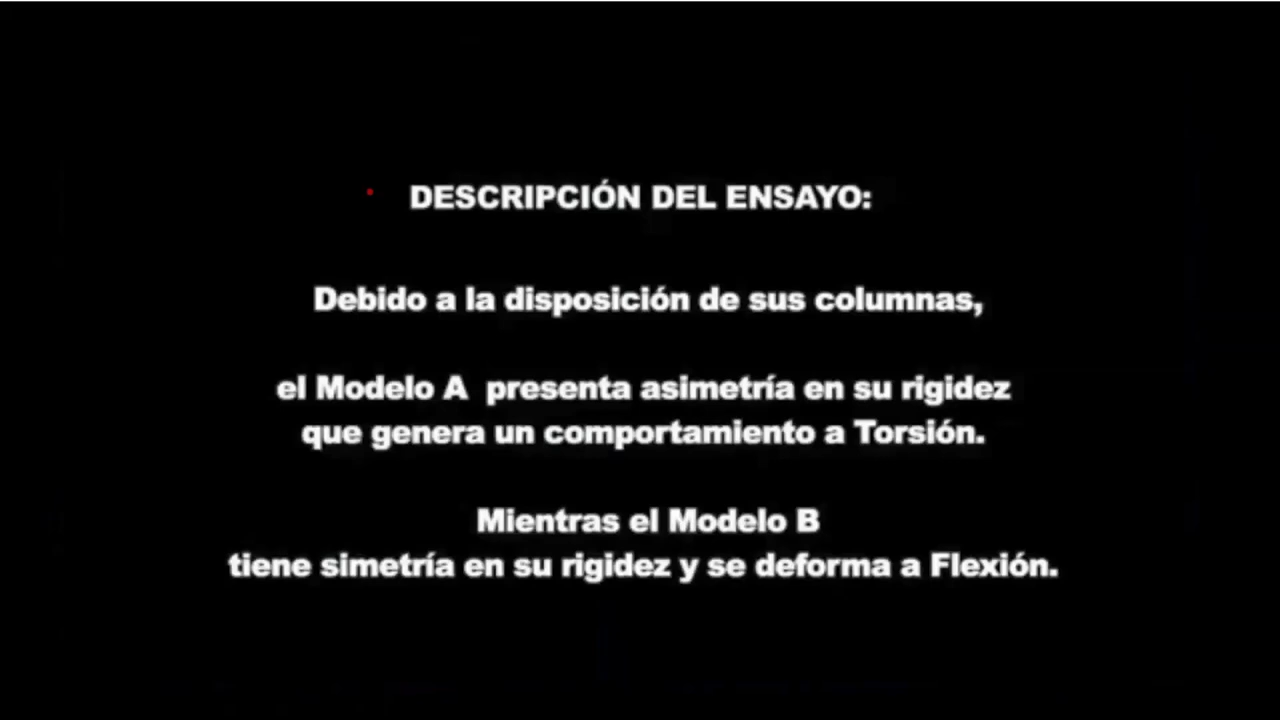 DESCRIPCIÓN DEL ENSAYO:
Debido a la disposición de sus columnas,
el Modelo A presenta asimetría en su rigidez
que genera un comportamiento a Torsión.
Mientras el Modelo B
tiene simetría en su rigidez y se deforma a Flexión.